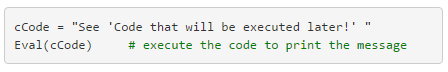 cCode = "See 'Code that will be executed later!' "
Eval(cCode)     # execute the code to print the message